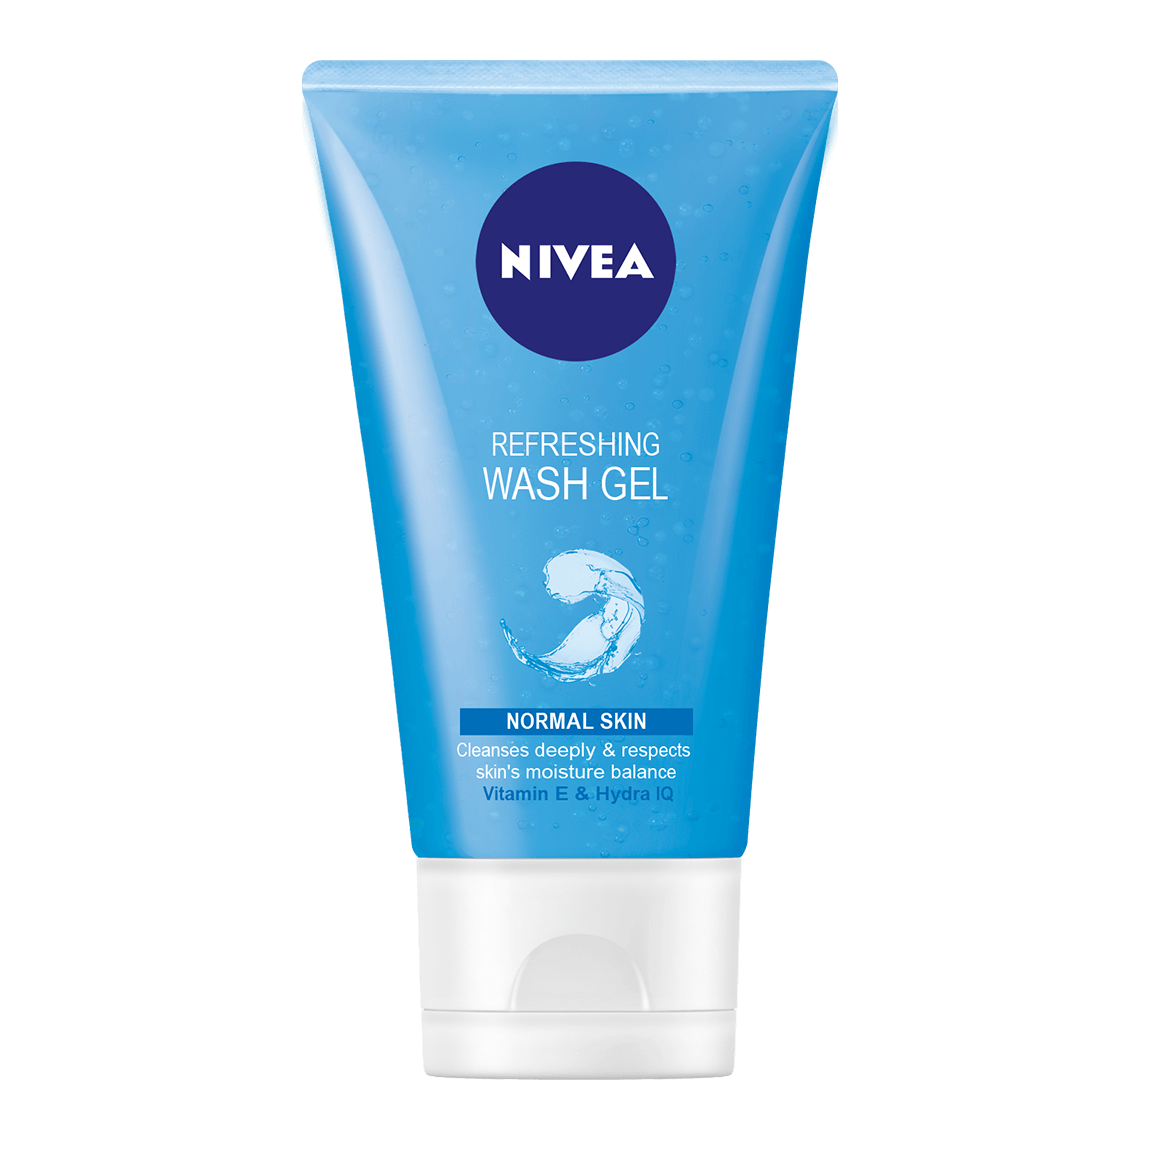 NIVEA
REFRESHING
WASH GEL
NORMAL SKIN
Cleanses deeply & respects
skin's moisture balance
Vitamin E & Hydra IQ